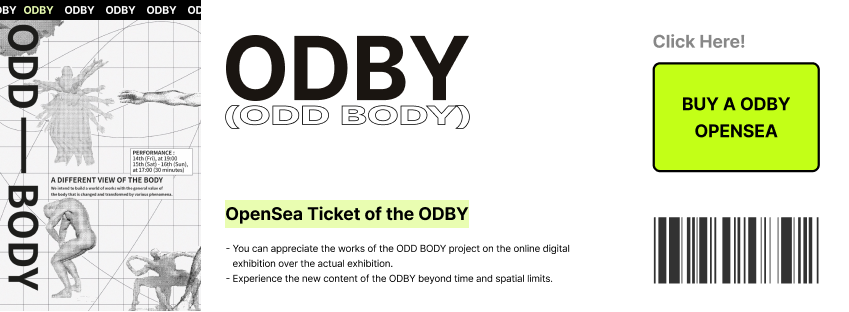 DBY ODBY ODBY ODBY ODBY OD
ODD — BODY
PERFORMANCE :
14th (Fri), at 19:00
15th (Sat) - 16th (Sun),
at 17:00 (30 minutes)
A DIFFERENT VIEW OF THE BODY
We intend to build a world of works with the general value of
the body that is changed and transformed by various phenomena.
ODBY
(ODD BODY)
OpenSea Ticket of the ODBY
- You can appreciate the works of the ODD BODY project on the online digital
exhibition over the actual exhibition.
- Experience the new content of the ODBY beyond time and spatial limits.
Click Here!
BUY A ODBY
OPENSEA